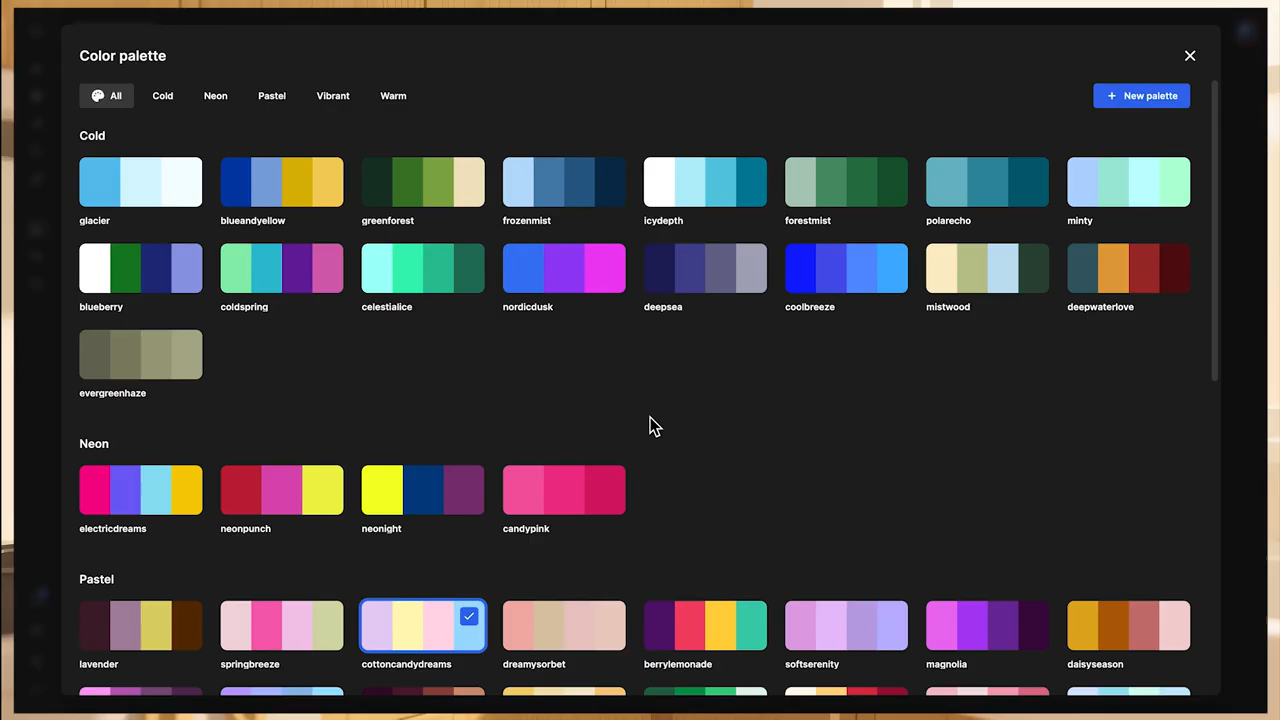 Color palette
All Cold Neon Pastel Vibrant Warm + New palette
Cold
glacier blueandyellow greenforest frozenmist icydepth forestmist polarecho minty
blueberry coldspring celestialice nordicdusk deepsea coolbreeze mistwood deepwaterlove
evergreenhaze
Neon
electricdreams neonpunch neonight candypink
Pastel
lavender springbreeze cottoncandydreams dreamysorbet berrylemonade softserenity magnolia daisyseason